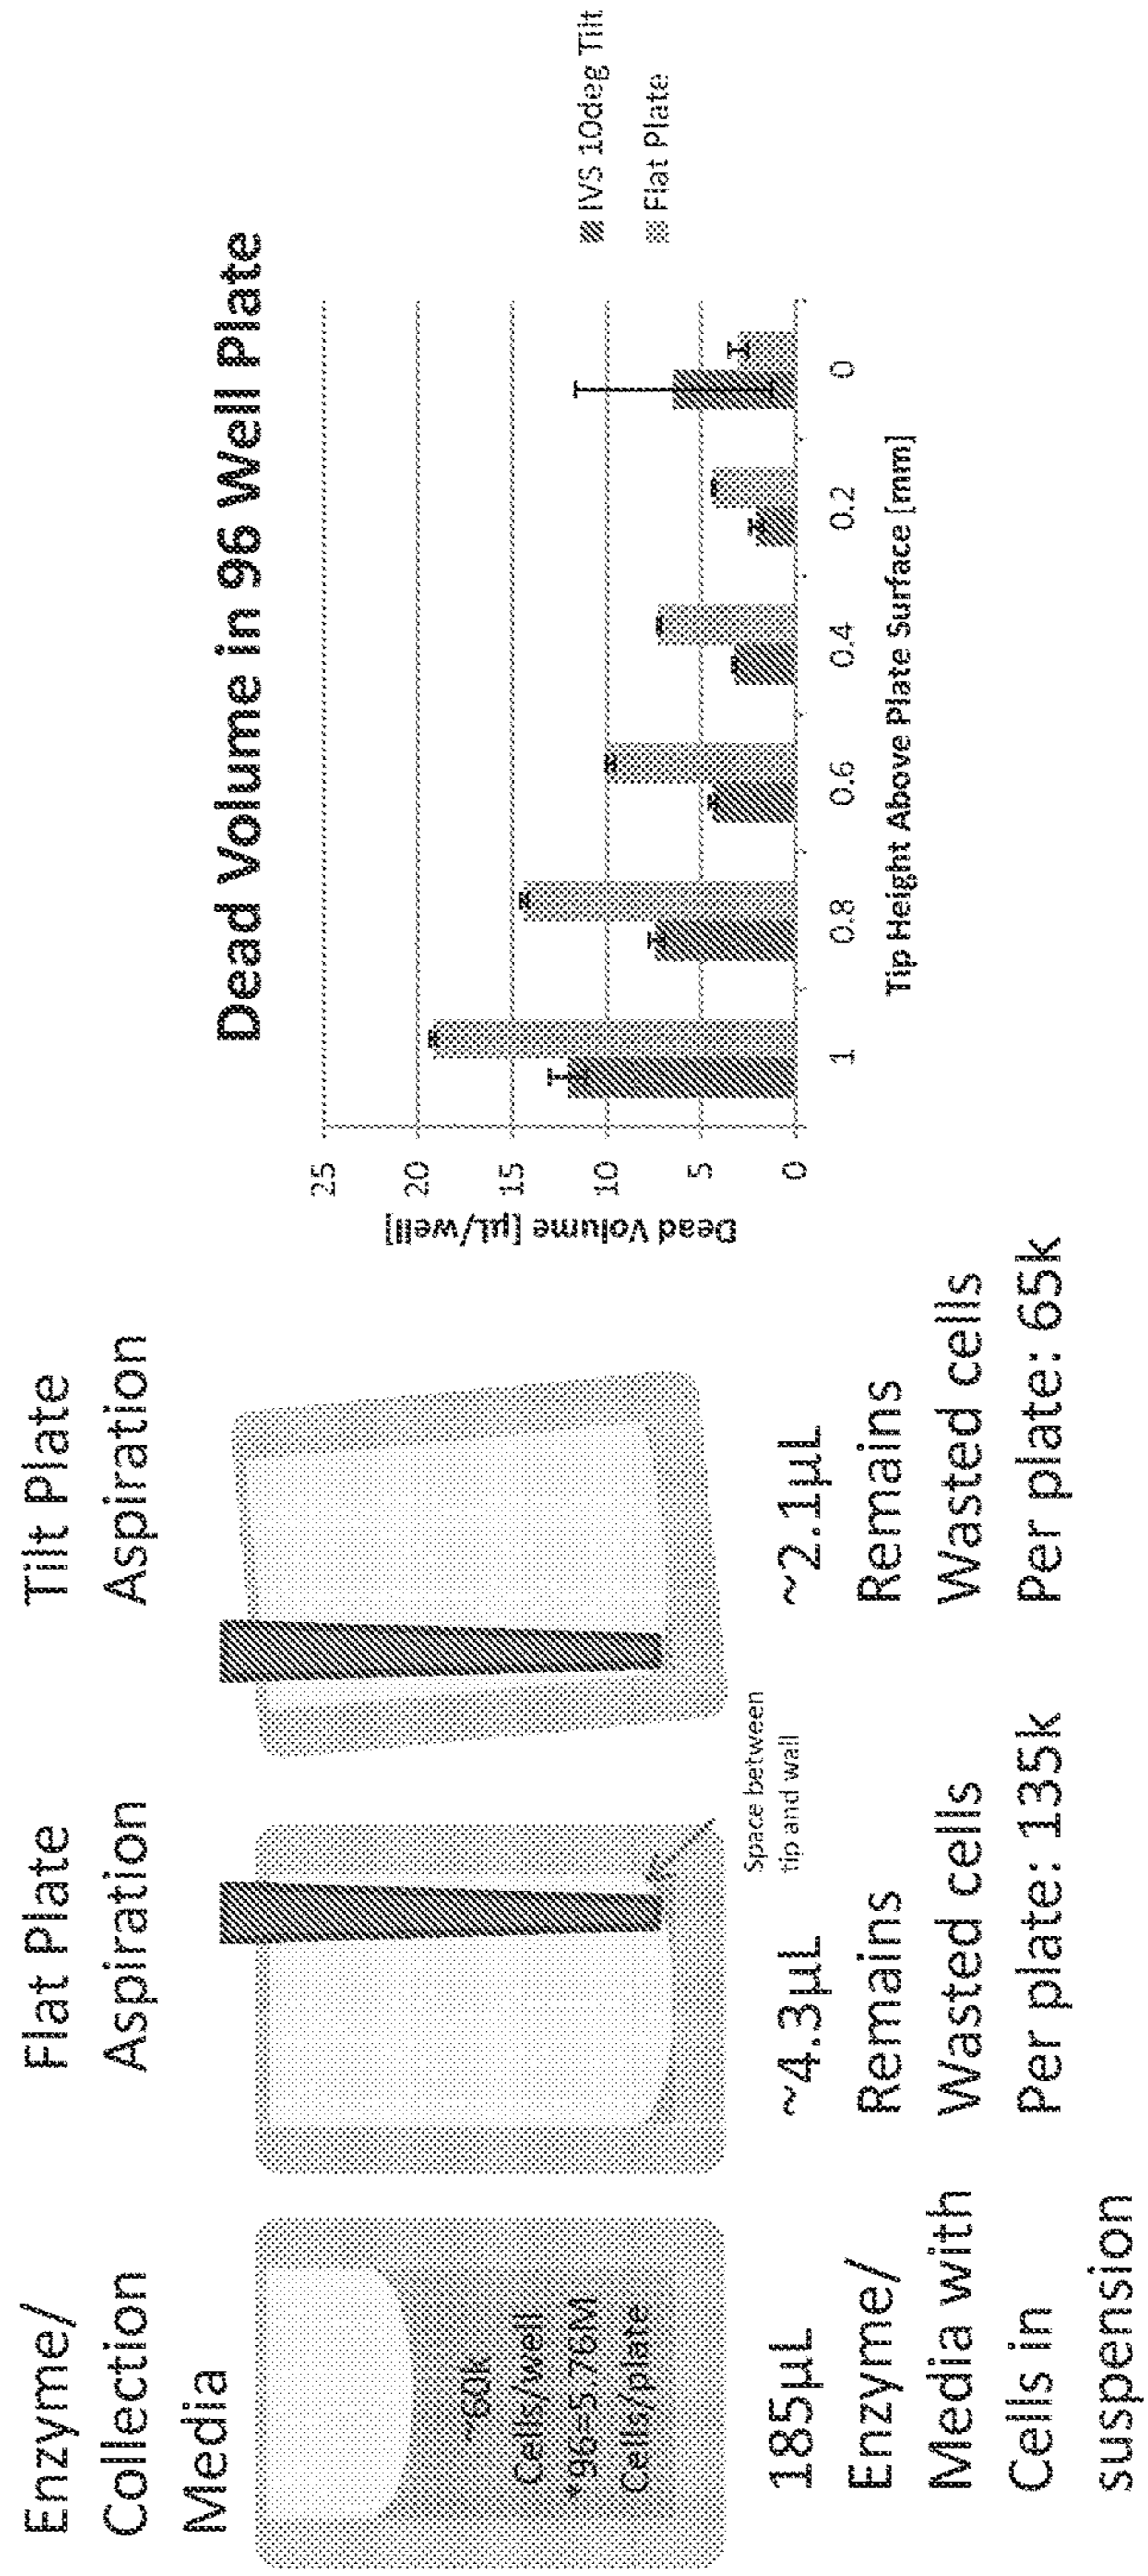 Enzyme/
Collection
Media
~60k
Cells/well
*96=5.76M
Cells/plate
185µL
Enzyme/
Media with
Cells in
suspension
Flat Plate
Aspiration
Space between
tip and wall
~4.3µL
Remains
Wasted cells
Per plate: 135k
Tilt Plate
Aspiration
~2.1µL
Remains
Wasted cells
Per plate: 65k
Dead Volume in 96 Well Plate
Dead Volume [µL/well]
25
20
15
10
5
0
1
0.8
0.6
0.4
0.2
0
Tip Height Above Plate Surface [mm]
IVS 10deg Tilt
Flat Plate